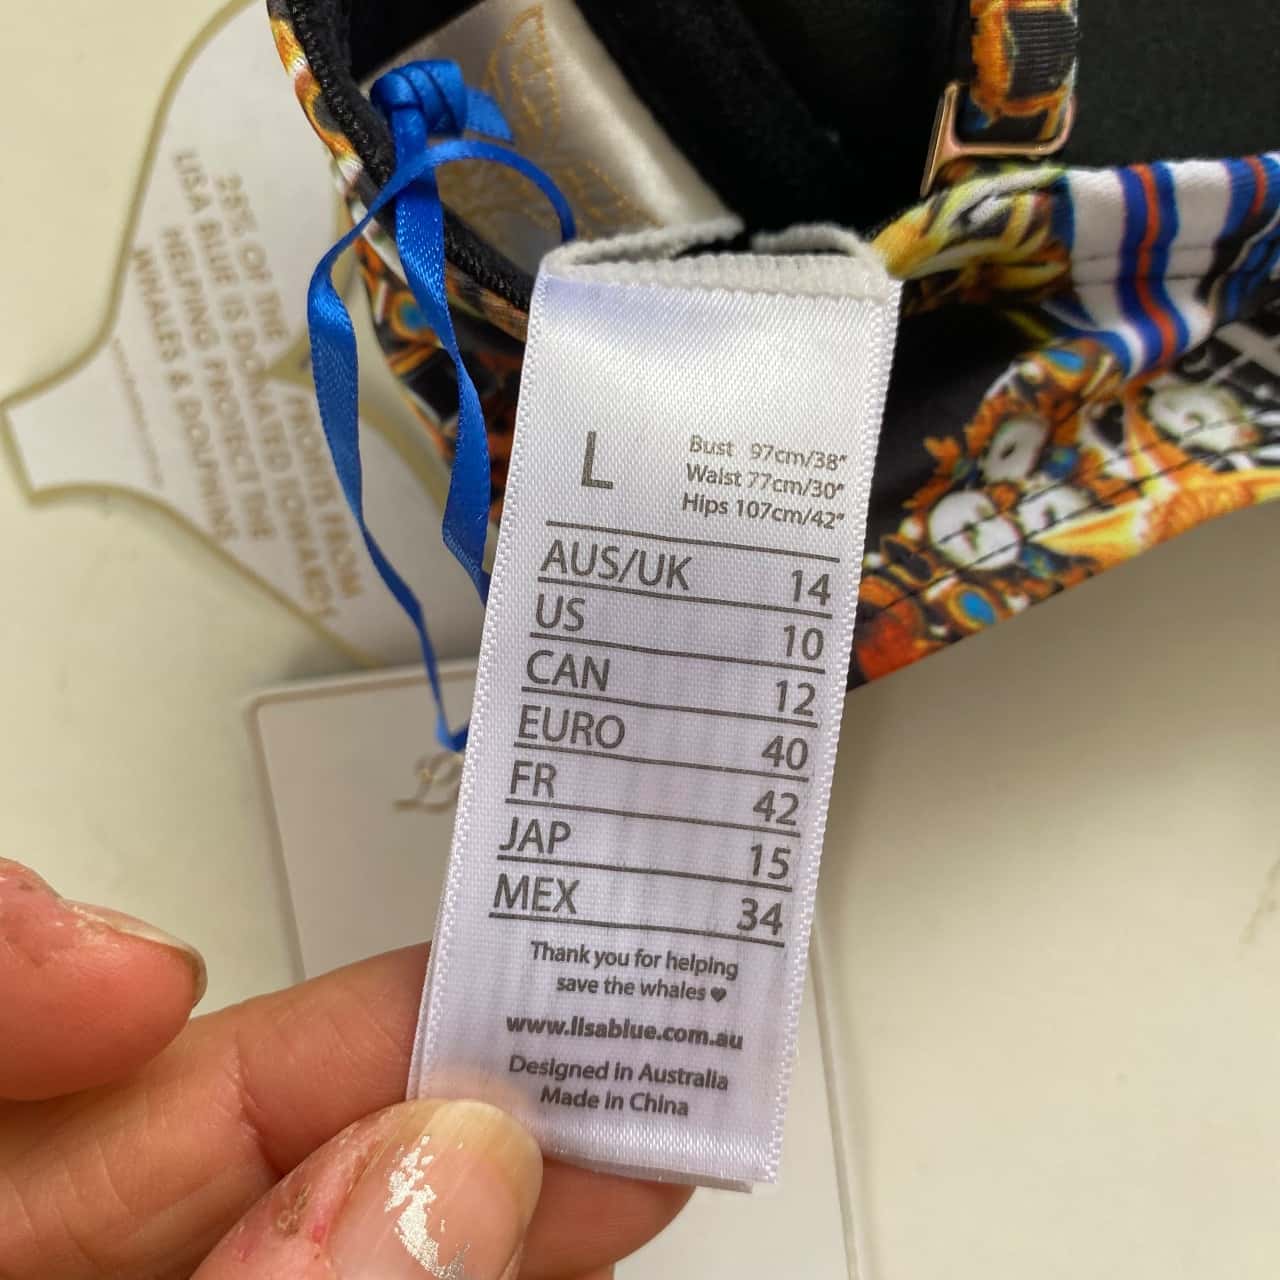 L
Bust 97cm/38"
Waist 77cm/30"
Hips 107cm/42"
AUS/UK 14
US 10
CAN 12
EURO 40
FR 42
JAP 15
MEX 34
Thank you for helping
save the whales ♥
www.lisablue.com.au
Designed in Australia
Made in China
25% OF THE PROFITS FROM
LISA BLUE IS DONATED TO
HELPING PROTECT THE
WHALES & DOLPHINS